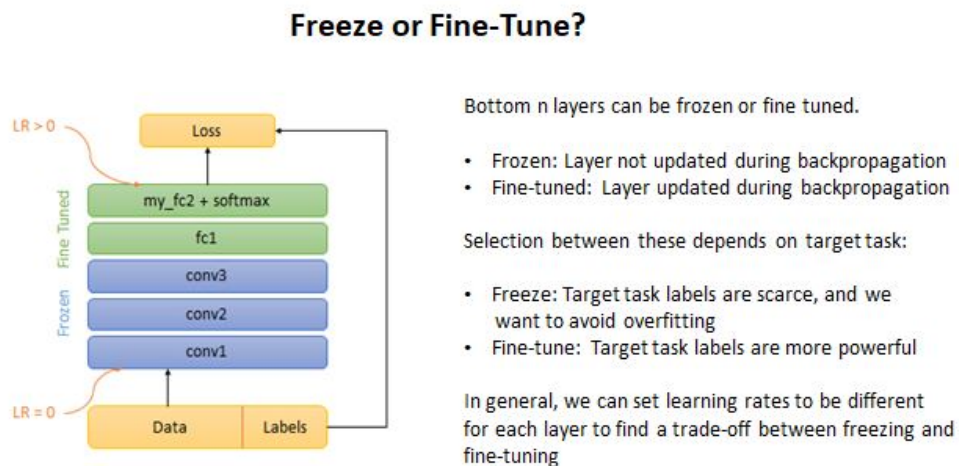 Freeze or Fine-Tune?
LR > 0
Loss
my_fc2 + softmax
fc1
conv3
conv2
conv1
Fine Tuned
Frozen
LR = 0
Data
Labels
Bottom n layers can be frozen or fine tuned.
• Frozen: Layer not updated during backpropagation
• Fine-tuned: Layer updated during backpropagation
Selection between these depends on target task:
• Freeze: Target task labels are scarce, and we
want to avoid overfitting
• Fine-tune: Target task labels are more powerful
In general, we can set learning rates to be different
for each layer to find a trade-off between freezing and
fine-tuning